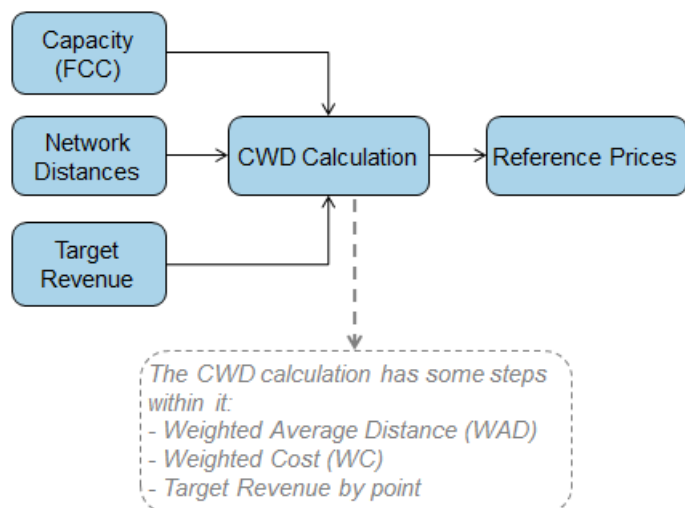 Capacity
(FCC)
Network
Distances
CWD Calculation
Reference Prices
Target
Revenue
The CWD calculation has some steps
within it:
- Weighted Average Distance (WAD)
- Weighted Cost (WC)
- Target Revenue by point